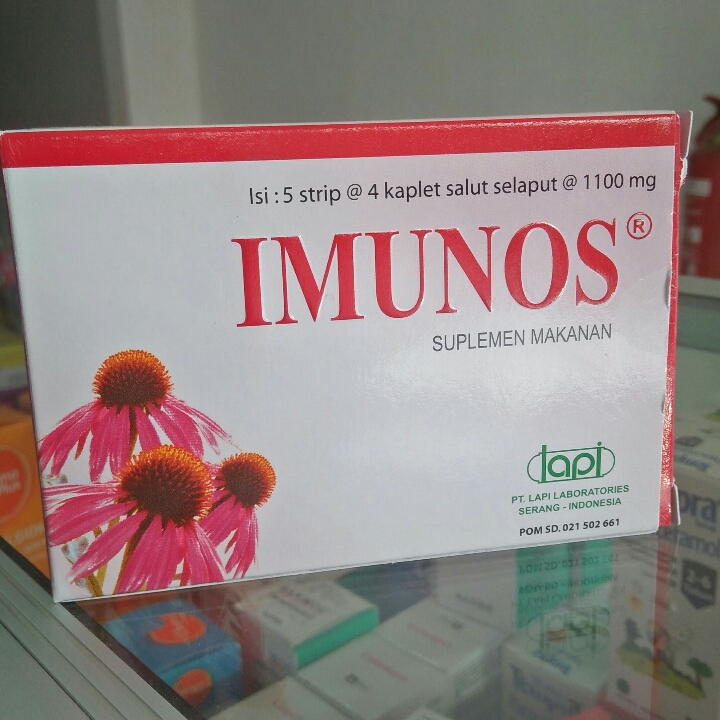 Isi : 5 strip @ 4 kaplet salut selaput @ 1100 mg
IMUNOS®
SUPLEMEN MAKANAN
lapi
PT. LAPI LABORATORIES
SERANG - INDONESIA
POM SD. 021 502 661